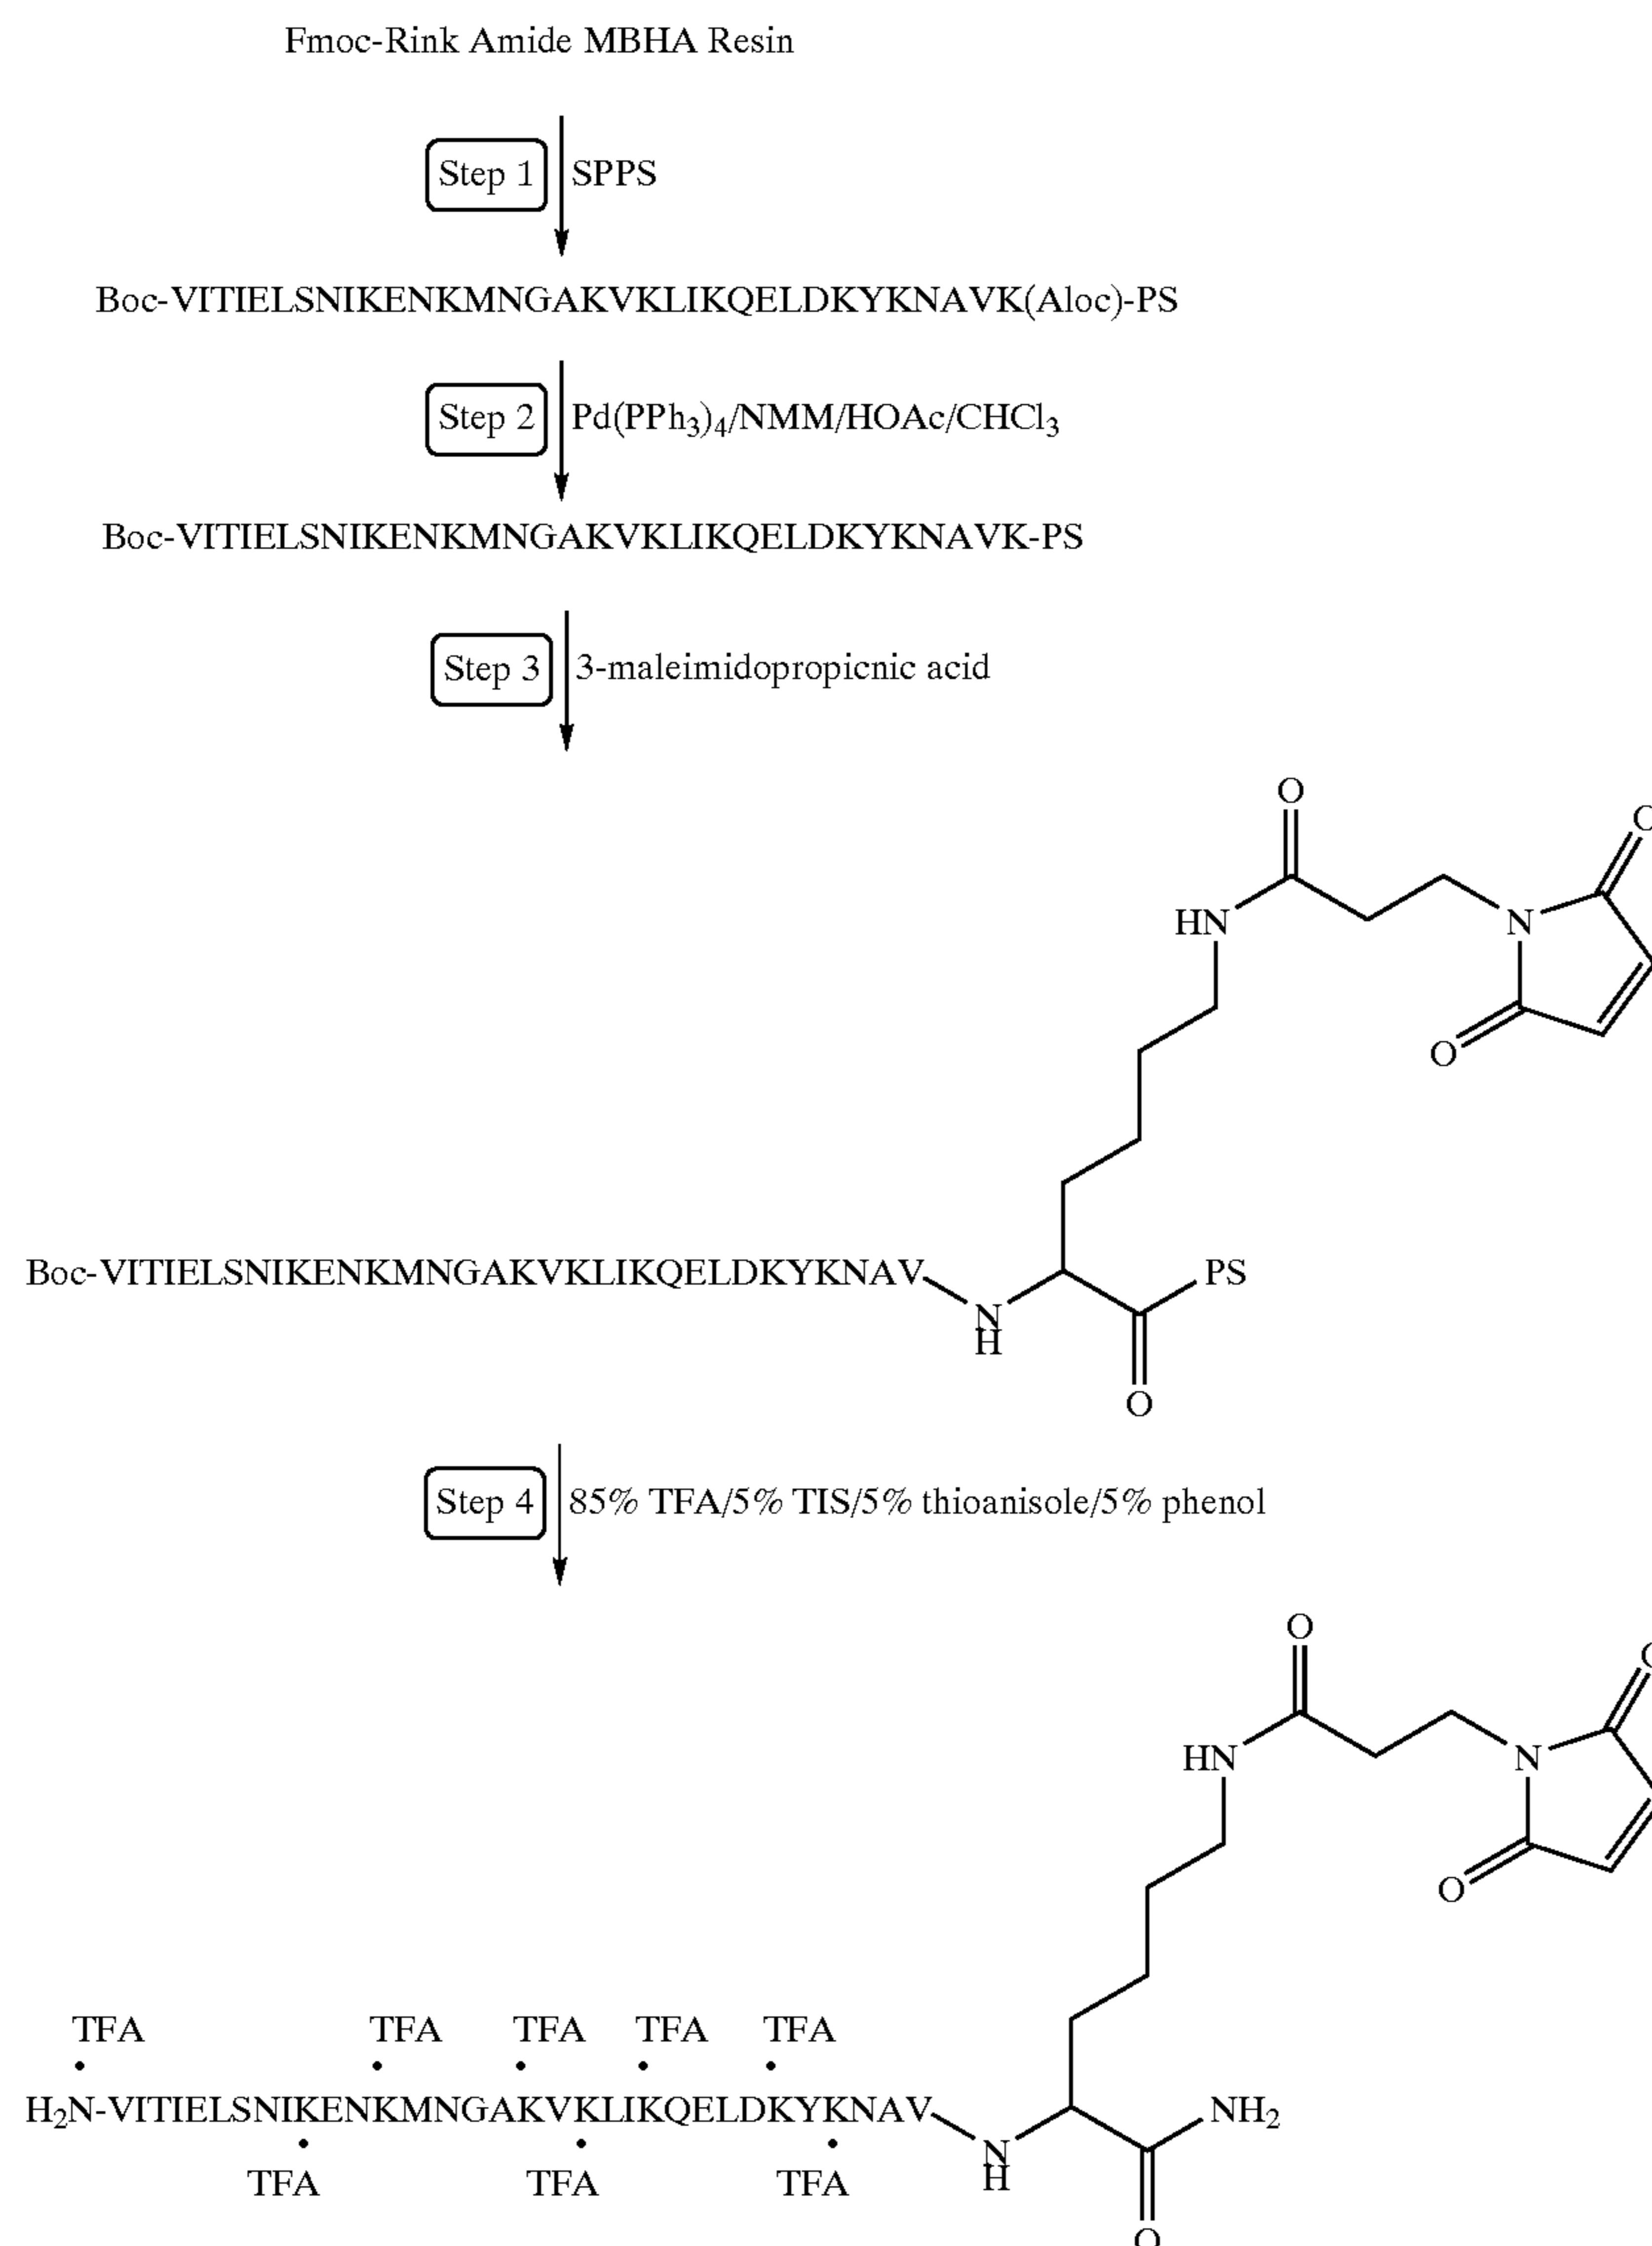 Fmoc-Rink Amide MBHA Resin
Step 1 SPPS
Boc-VITIELSNIKENKMNGAKVKLIKQELDKYKNAVK(Aloc)-PS
Step 2 Pd(PPh3)4/NMM/HOAc/CHCl3
Boc-VITIELSNIKENKMNGAKVKLIKQELDKYKNAVK-PS
Step 3 3-maleimidopropicnic acid
O
O
HN
N
O
Boc-VITIELSNIKENKMNGAKVKLIKQELDKYKNAV
PS
N
H
O
Step 4 85% TFA/5% TIS/5% thioanisole/5% phenol
O
O
HN
N
O
TFA TFA TFA TFA TFA
H2N-VITIELSNIKENKMNGAKVKLIKQELDKYKNAV
NH2
N
H
TFA TFA TFA
O